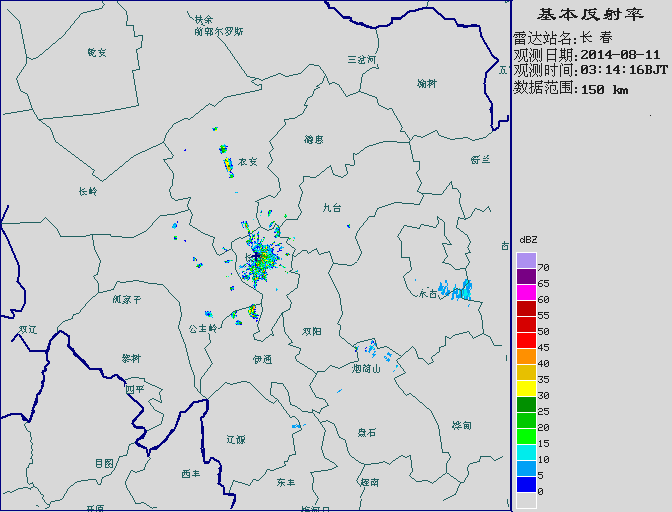 基本反射率
雷达站名: 长 春
观测日期: 2014-08-11
观测时间: 03:14:16BJT
数据范围: 150 km
扶余
前郭尔罗斯
乾安
三岔河
榆树
五
德惠
农安
舒兰
长岭
九台
吉
长
永吉
公主岭
双辽
双阳
梨树
伊通
烟筒山
四平
辽源
盘石
桦甸
西丰
东丰
辉南
开原
梅河口
dBZ
70
65
60
55
50
45
40
35
30
25
20
15
10
5
0